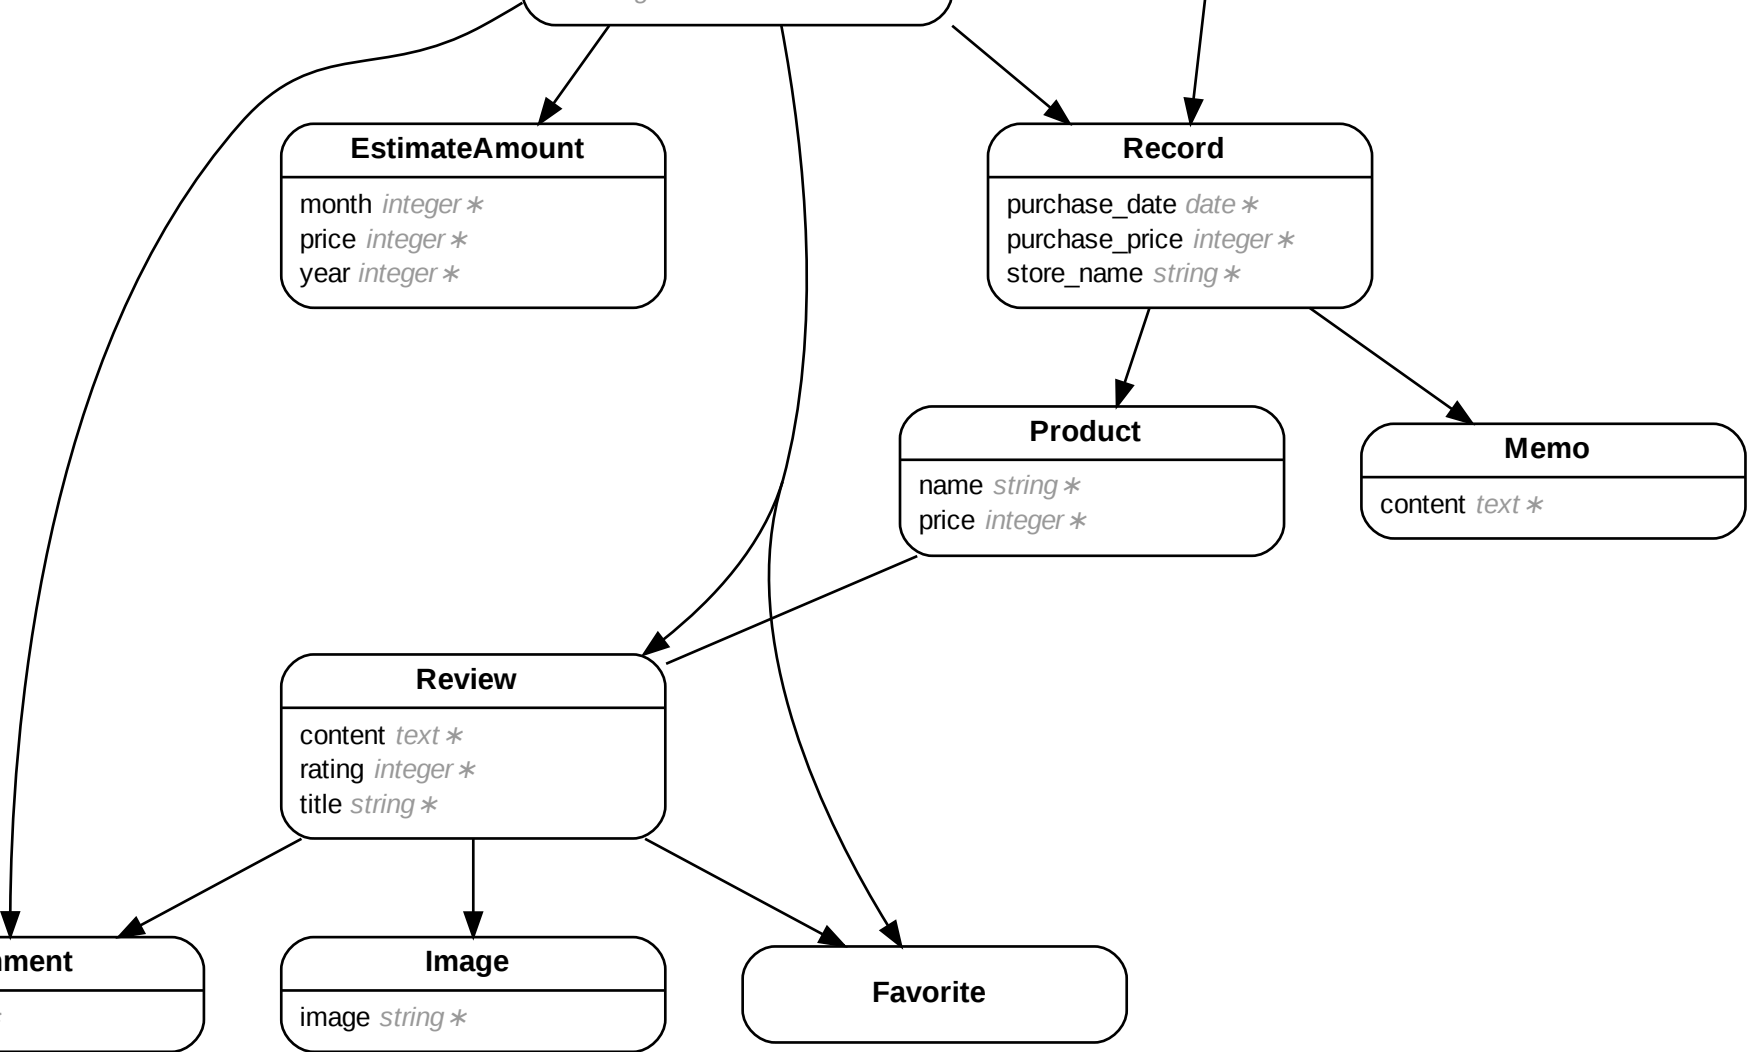 EstimateAmount
month integer ∗
price integer ∗
year integer ∗
Record
purchase_date date ∗
purchase_price integer ∗
store_name string ∗
Product
name string ∗
price integer ∗
Memo
content text ∗
Review
content text ∗
rating integer ∗
title string ∗
Image
image string ∗
Favorite